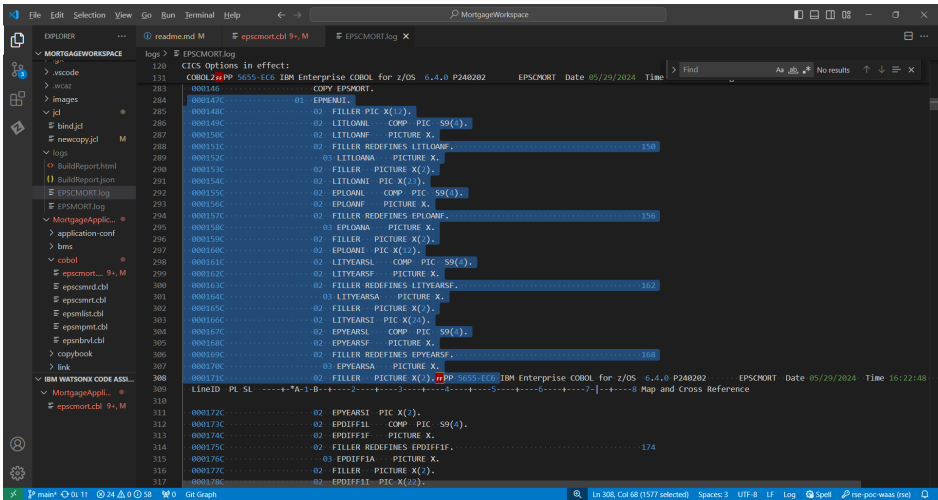 File Edit Selection View Go Run Terminal Help
MortgageWorkspace
EXPLORER
readme.md M
epscmort.cbl 9+, M
EPSCMORT.log
MORTGAGEWORKSPACE
.vscode
.wcaz
images
jcl
bind.jcl
newcopy.jcl M
logs
BuildReport.html
BuildReport.json
EPSCMORT.log
EPSMORT.log
MortgageApplic...
application-conf
bms
cobol
epscmort.... 9+, M
epscsmrd.cbl
epscsmrt.cbl
epsmlist.cbl
epsmpmt.cbl
epsnbrvl.cbl
copybook
link
IBM WATSONX CODE ASSI...
MortgageAppli...
epscmort.cbl 9+, M
logs > EPSCMORT.log
Find
Aa ab .* No results
120 CICS Options in effect:
131 COBOL2FFPP 5655-EC6 IBM Enterprise COBOL for z/OS 6.4.0 P240202 EPSCMORT Date 05/29/2024 Time
283 000146 COPY EPSMORT.
284 000147C 01 EPMENUI.
285 000148C 02 FILLER PIC X(12).
286 000149C 02 LITLOANL COMP PIC S9(4).
287 000150C 02 LITLOANF PICTURE X.
288 000151C 02 FILLER REDEFINES LITLOANF. 150
289 000152C 03 LITLOANA PICTURE X.
290 000153C 02 FILLER PICTURE X(2).
291 000154C 02 LITLOANI PIC X(23).
292 000155C 02 EPLOANL COMP PIC S9(4).
293 000156C 02 EPLOANF PICTURE X.
294 000157C 02 FILLER REDEFINES EPLOANF. 156
295 000158C 03 EPLOANA PICTURE X.
296 000159C 02 FILLER PICTURE X(2).
297 000160C 02 EPLOANI PIC X(12).
298 000161C 02 LITYEARSL COMP PIC S9(4).
299 000162C 02 LITYEARSF PICTURE X.
300 000163C 02 FILLER REDEFINES LITYEARSF. 162
301 000164C 03 LITYEARSA PICTURE X.
302 000165C 02 FILLER PICTURE X(2).
303 000166C 02 LITYEARSI PIC X(24).
304 000167C 02 EPYEARSL COMP PIC S9(4).
305 000168C 02 EPYEARSF PICTURE X.
306 000169C 02 FILLER REDEFINES EPYEARSF. 168
307 000170C 03 EPYEARSA PICTURE X.
308 000171C 02 FILLER PICTURE X(2).FFPP 5655-EC6 IBM Enterprise COBOL for z/OS 6.4.0 P240202 EPSCMORT Date 05/29/2024 Time 16:22:48
309 LineID PL SL ----+-*A-1-B--+----2----+----3----+----4----+----5----+----6----+----7-|--+----8 Map and Cross Reference
310
311 000172C 02 EPYEARSI PIC X(2).
312 000173C 02 EPDIFF1L COMP PIC S9(4).
313 000174C 02 EPDIFF1F PICTURE X.
314 000175C 02 FILLER REDEFINES EPDIFF1F. 174
315 000176C 03 EPDIFF1A PICTURE X.
316 000177C 02 FILLER PICTURE X(2).
317 000178C 02 EPDIFF1I PIC X(22).
main* 0↓ 1↑ 24 0 58 0 Git Graph
Ln 308, Col 68 (1577 selected) Spaces: 3 UTF-8 LF Log Spell rse-poc-waas (rse)